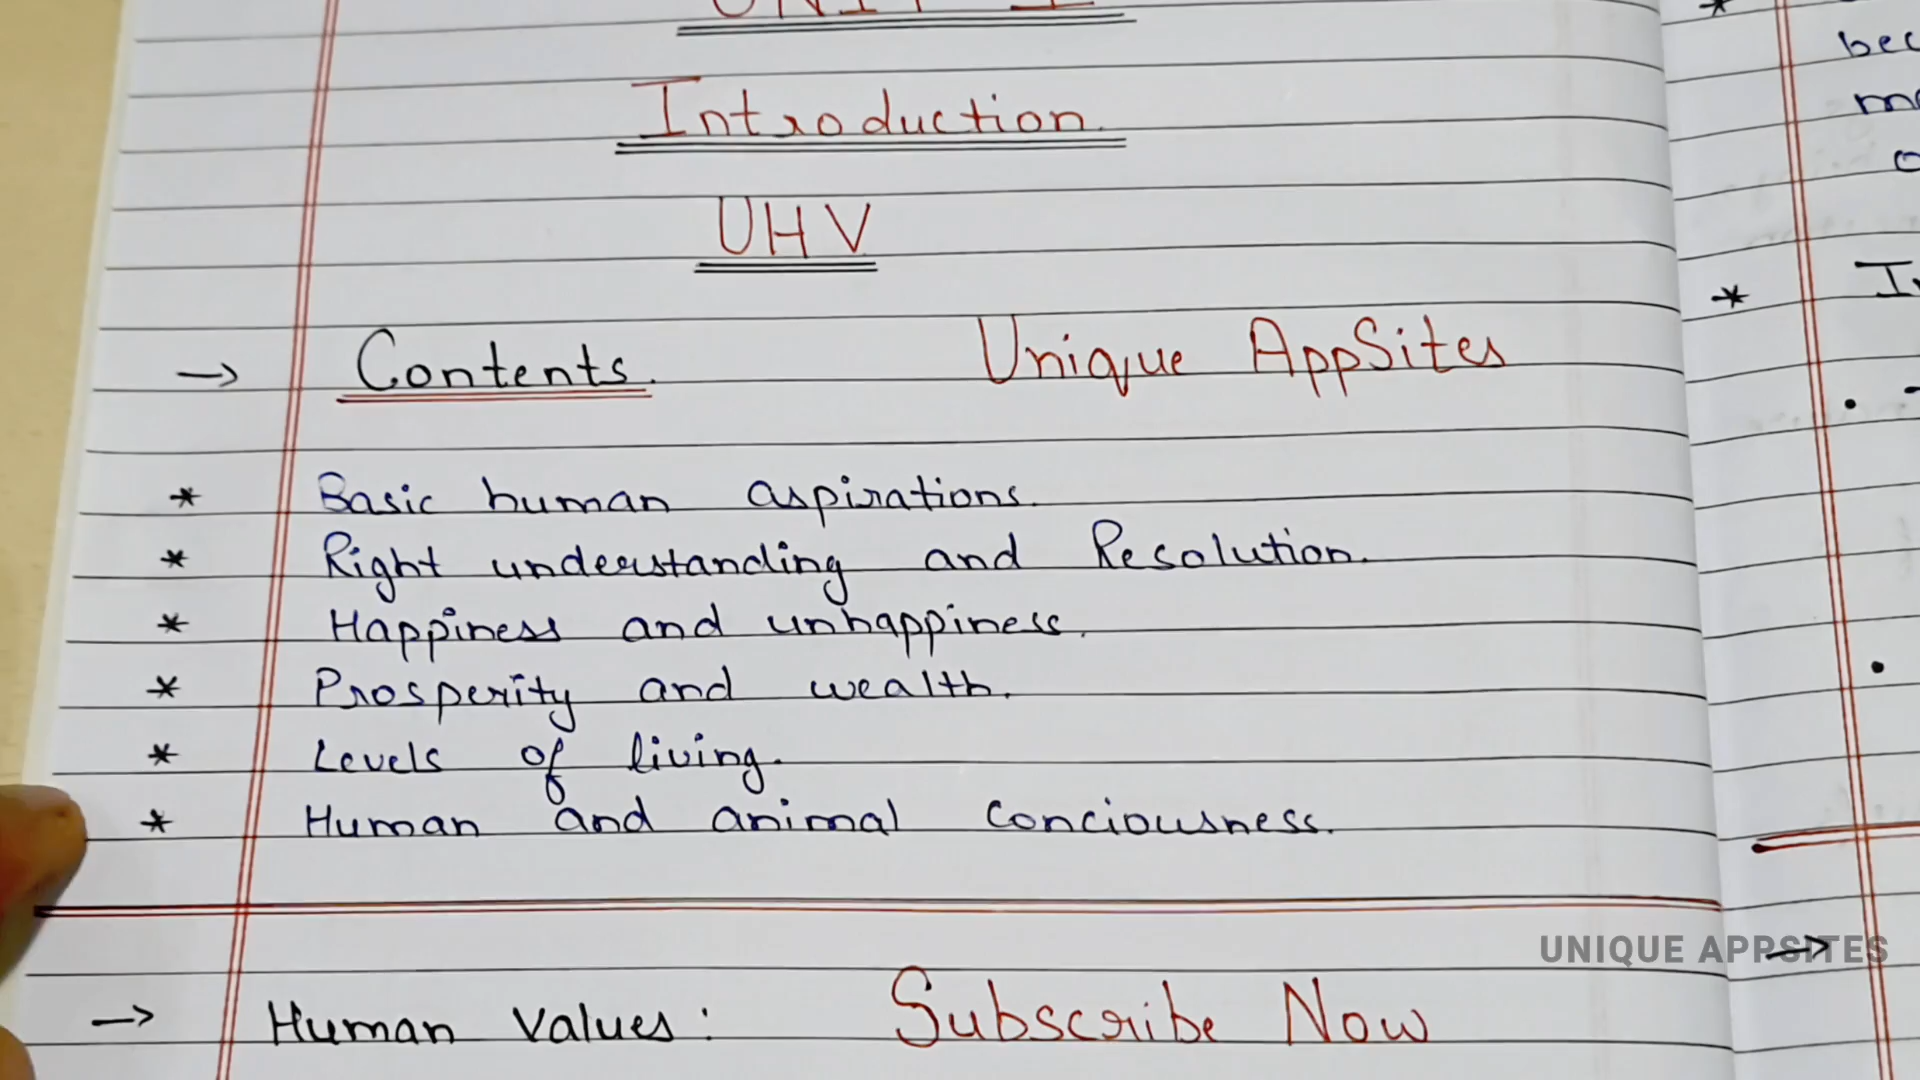 UNIT - I
Introduction.
UHV
→ Contents. Unique AppSites
* Basic human aspirations.
* Right understanding and Resolution.
* Happiness and unhappiness.
* Prosperity and wealth.
* Levels of living.
* Human and animal conciousness.
UNIQUE APPSITES
→ Human values : Subscribe Now